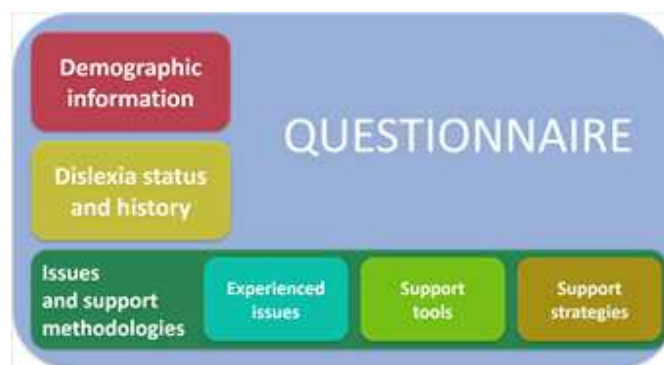 Demographic
information
QUESTIONNAIRE
Dislexia status
and history
Issues
and support
methodologies
Experienced
issues
Support
tools
Support
strategies